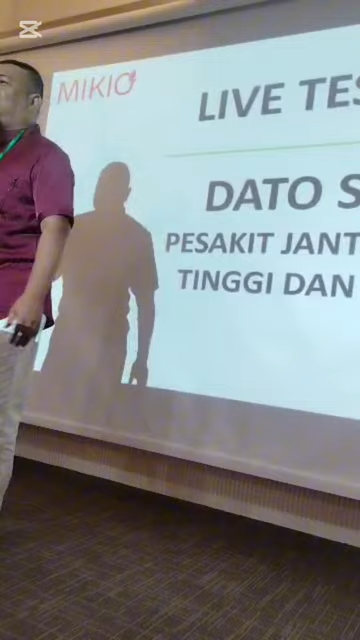 MIKIO
LIVE TES
DATO S
PESAKIT JANT
TINGGI DAN